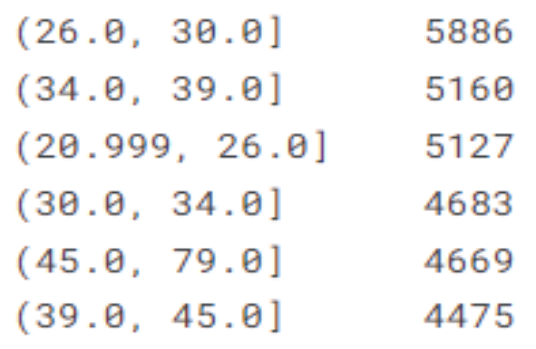 (26.0, 30.0] 5886
(34.0, 39.0] 5160
(20.999, 26.0] 5127
(30.0, 34.0] 4683
(45.0, 79.0] 4669
(39.0, 45.0] 4475